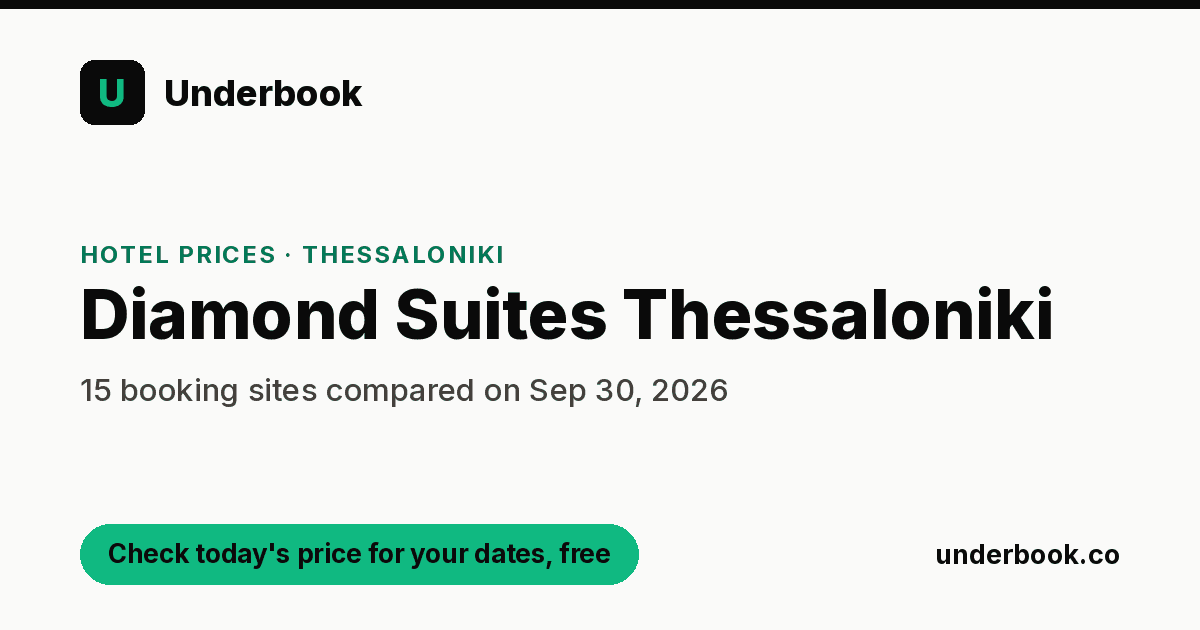 U Underbook
HOTEL PRICES · THESSALONIKI
Diamond Suites Thessaloniki
15 booking sites compared on Sep 30, 2026
Check today's price for your dates, free
underbook.co